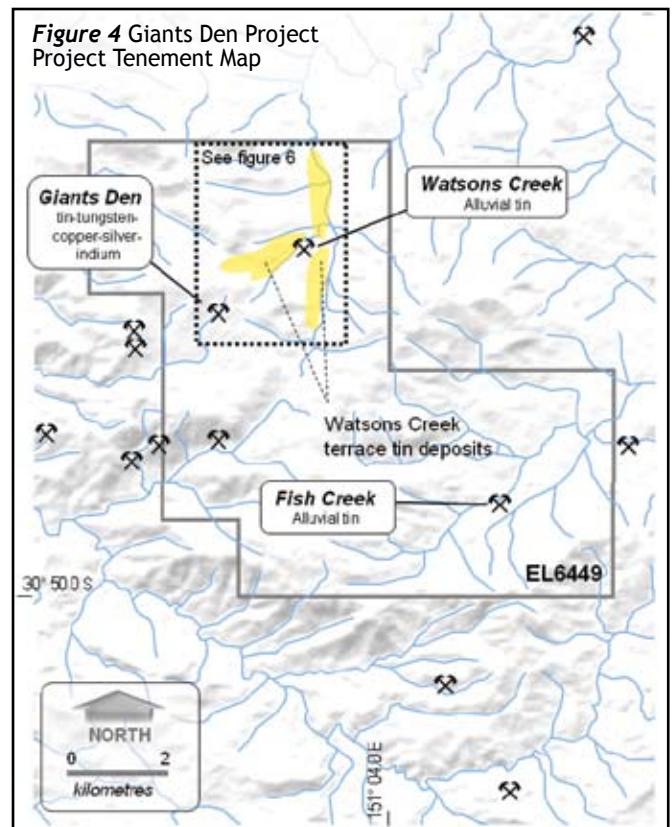 Figure 4 Giants Den Project
Project Tenement Map
See figure 6
Giants Den
tin-tungsten-
copper-silver-
indium
Watsons Creek
Alluvial tin
Watsons Creek
terrace tin deposits
Fish Creek
Alluvial tin
EL6449
30° 50.0 S
NORTH
0 2
kilometres
151° 04.0 E